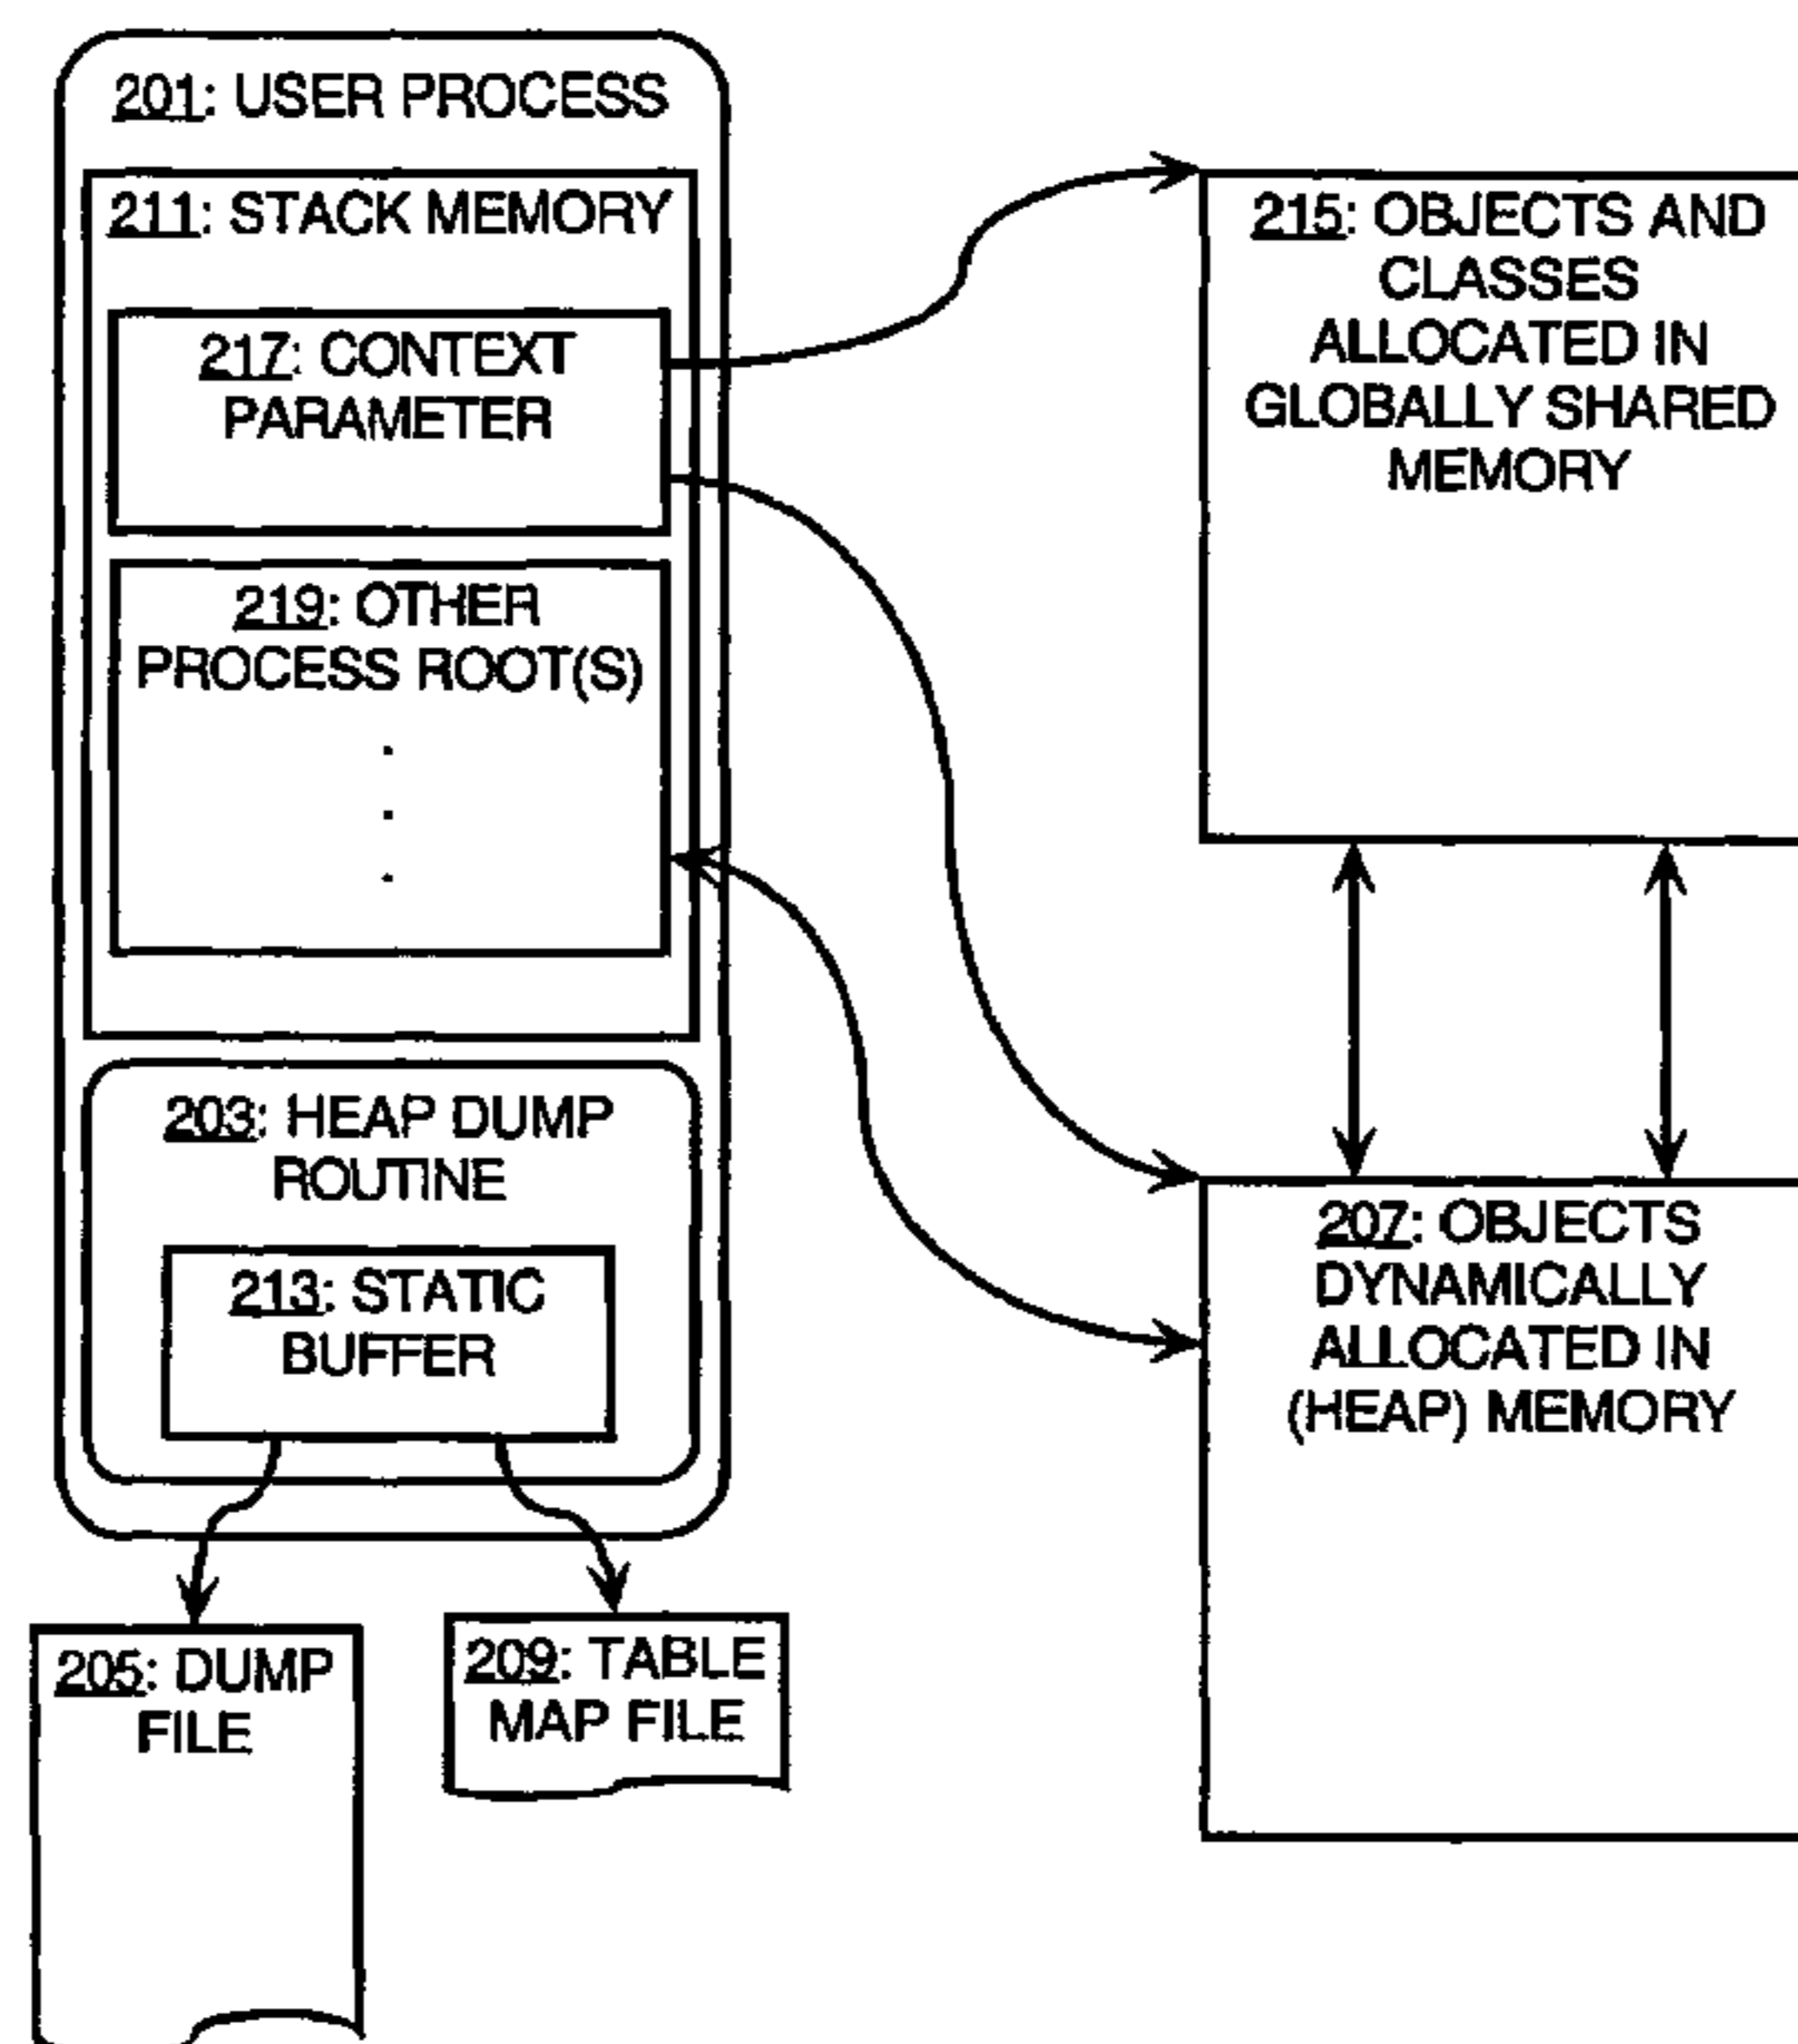 201: USER PROCESS
211: STACK MEMORY
217: CONTEXT
PARAMETER
219: OTHER
PROCESS ROOT(S)
.
.
.
203: HEAP DUMP
ROUTINE
213: STATIC
BUFFER
205: DUMP
FILE
209: TABLE
MAP FILE
215: OBJECTS AND
CLASSES
ALLOCATED IN
GLOBALLY SHARED
MEMORY
207: OBJECTS
DYNAMICALLY
ALLOCATED IN
(HEAP) MEMORY